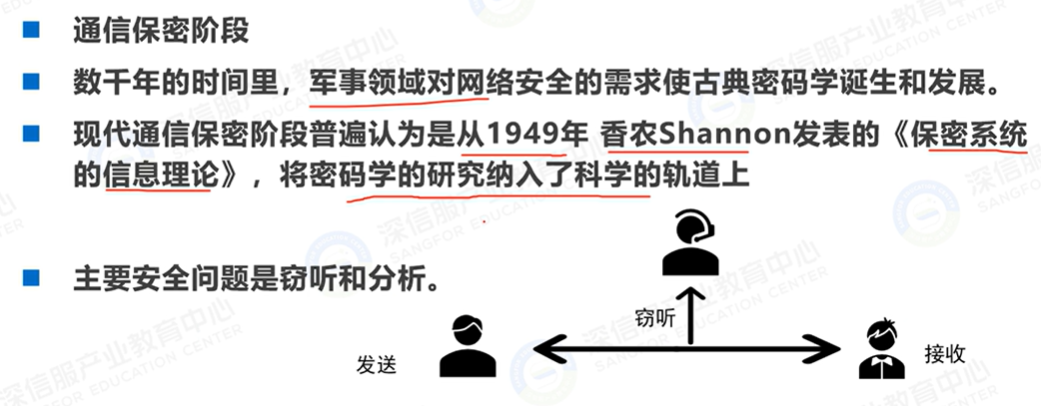 通信保密阶段
数千年的时间里，军事领域对网络安全的需求使古典密码学诞生和发展。
现代通信保密阶段普遍认为是从1949年 香农Shannon发表的《保密系统
的信息理论》，将密码学的研究纳入了科学的轨道上
主要安全问题是窃听和分析。
窃听
发送
接收
深信服产业教育中心
SANGFOR EDUCATION CENTER